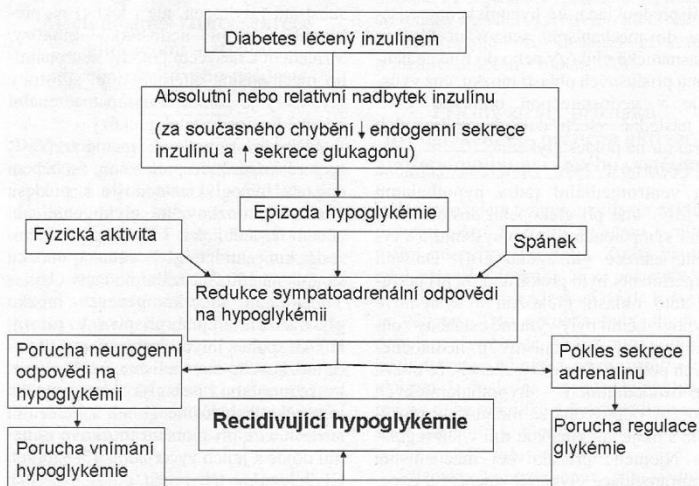 Diabetes léčený inzulínem
Absolutní nebo relativní nadbytek inzulínu
(za současného chybění ↓ endogenní sekrece
inzulínu a ↑ sekrece glukagonu)
Epizoda hypoglykémie
Fyzická aktivita
Spánek
Redukce sympatoadrenální odpovědi
na hypoglykémii
Porucha neurogenní
odpovědi na
hypoglykémii
Pokles sekrece
adrenalinu
Recidivující hypoglykémie
Porucha vnímání
hypoglykémie
Porucha regulace
glykémie